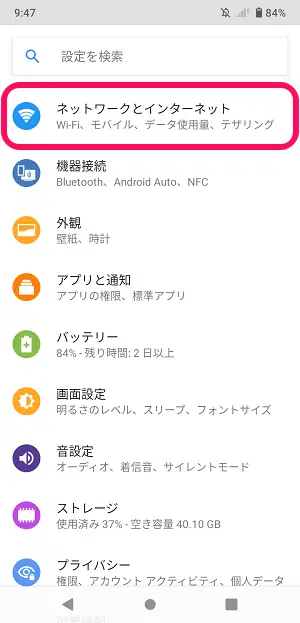 9:47
84%
設定を検索
ネットワークとインターネット
Wi-Fi、モバイル、データ使用量、テザリング
機器接続
Bluetooth、Android Auto、NFC
外観
壁紙、時計
アプリと通知
アプリの権限、標準アプリ
バッテリー
84% - 残り時間: 2 日以上
画面設定
明るさのレベル、スリープ、フォントサイズ
音設定
オーディオ、着信音、サイレントモード
ストレージ
使用済み 37% - 空き容量 40.10 GB
プライバシー
権限、アカウント アクティビティ、個人データ